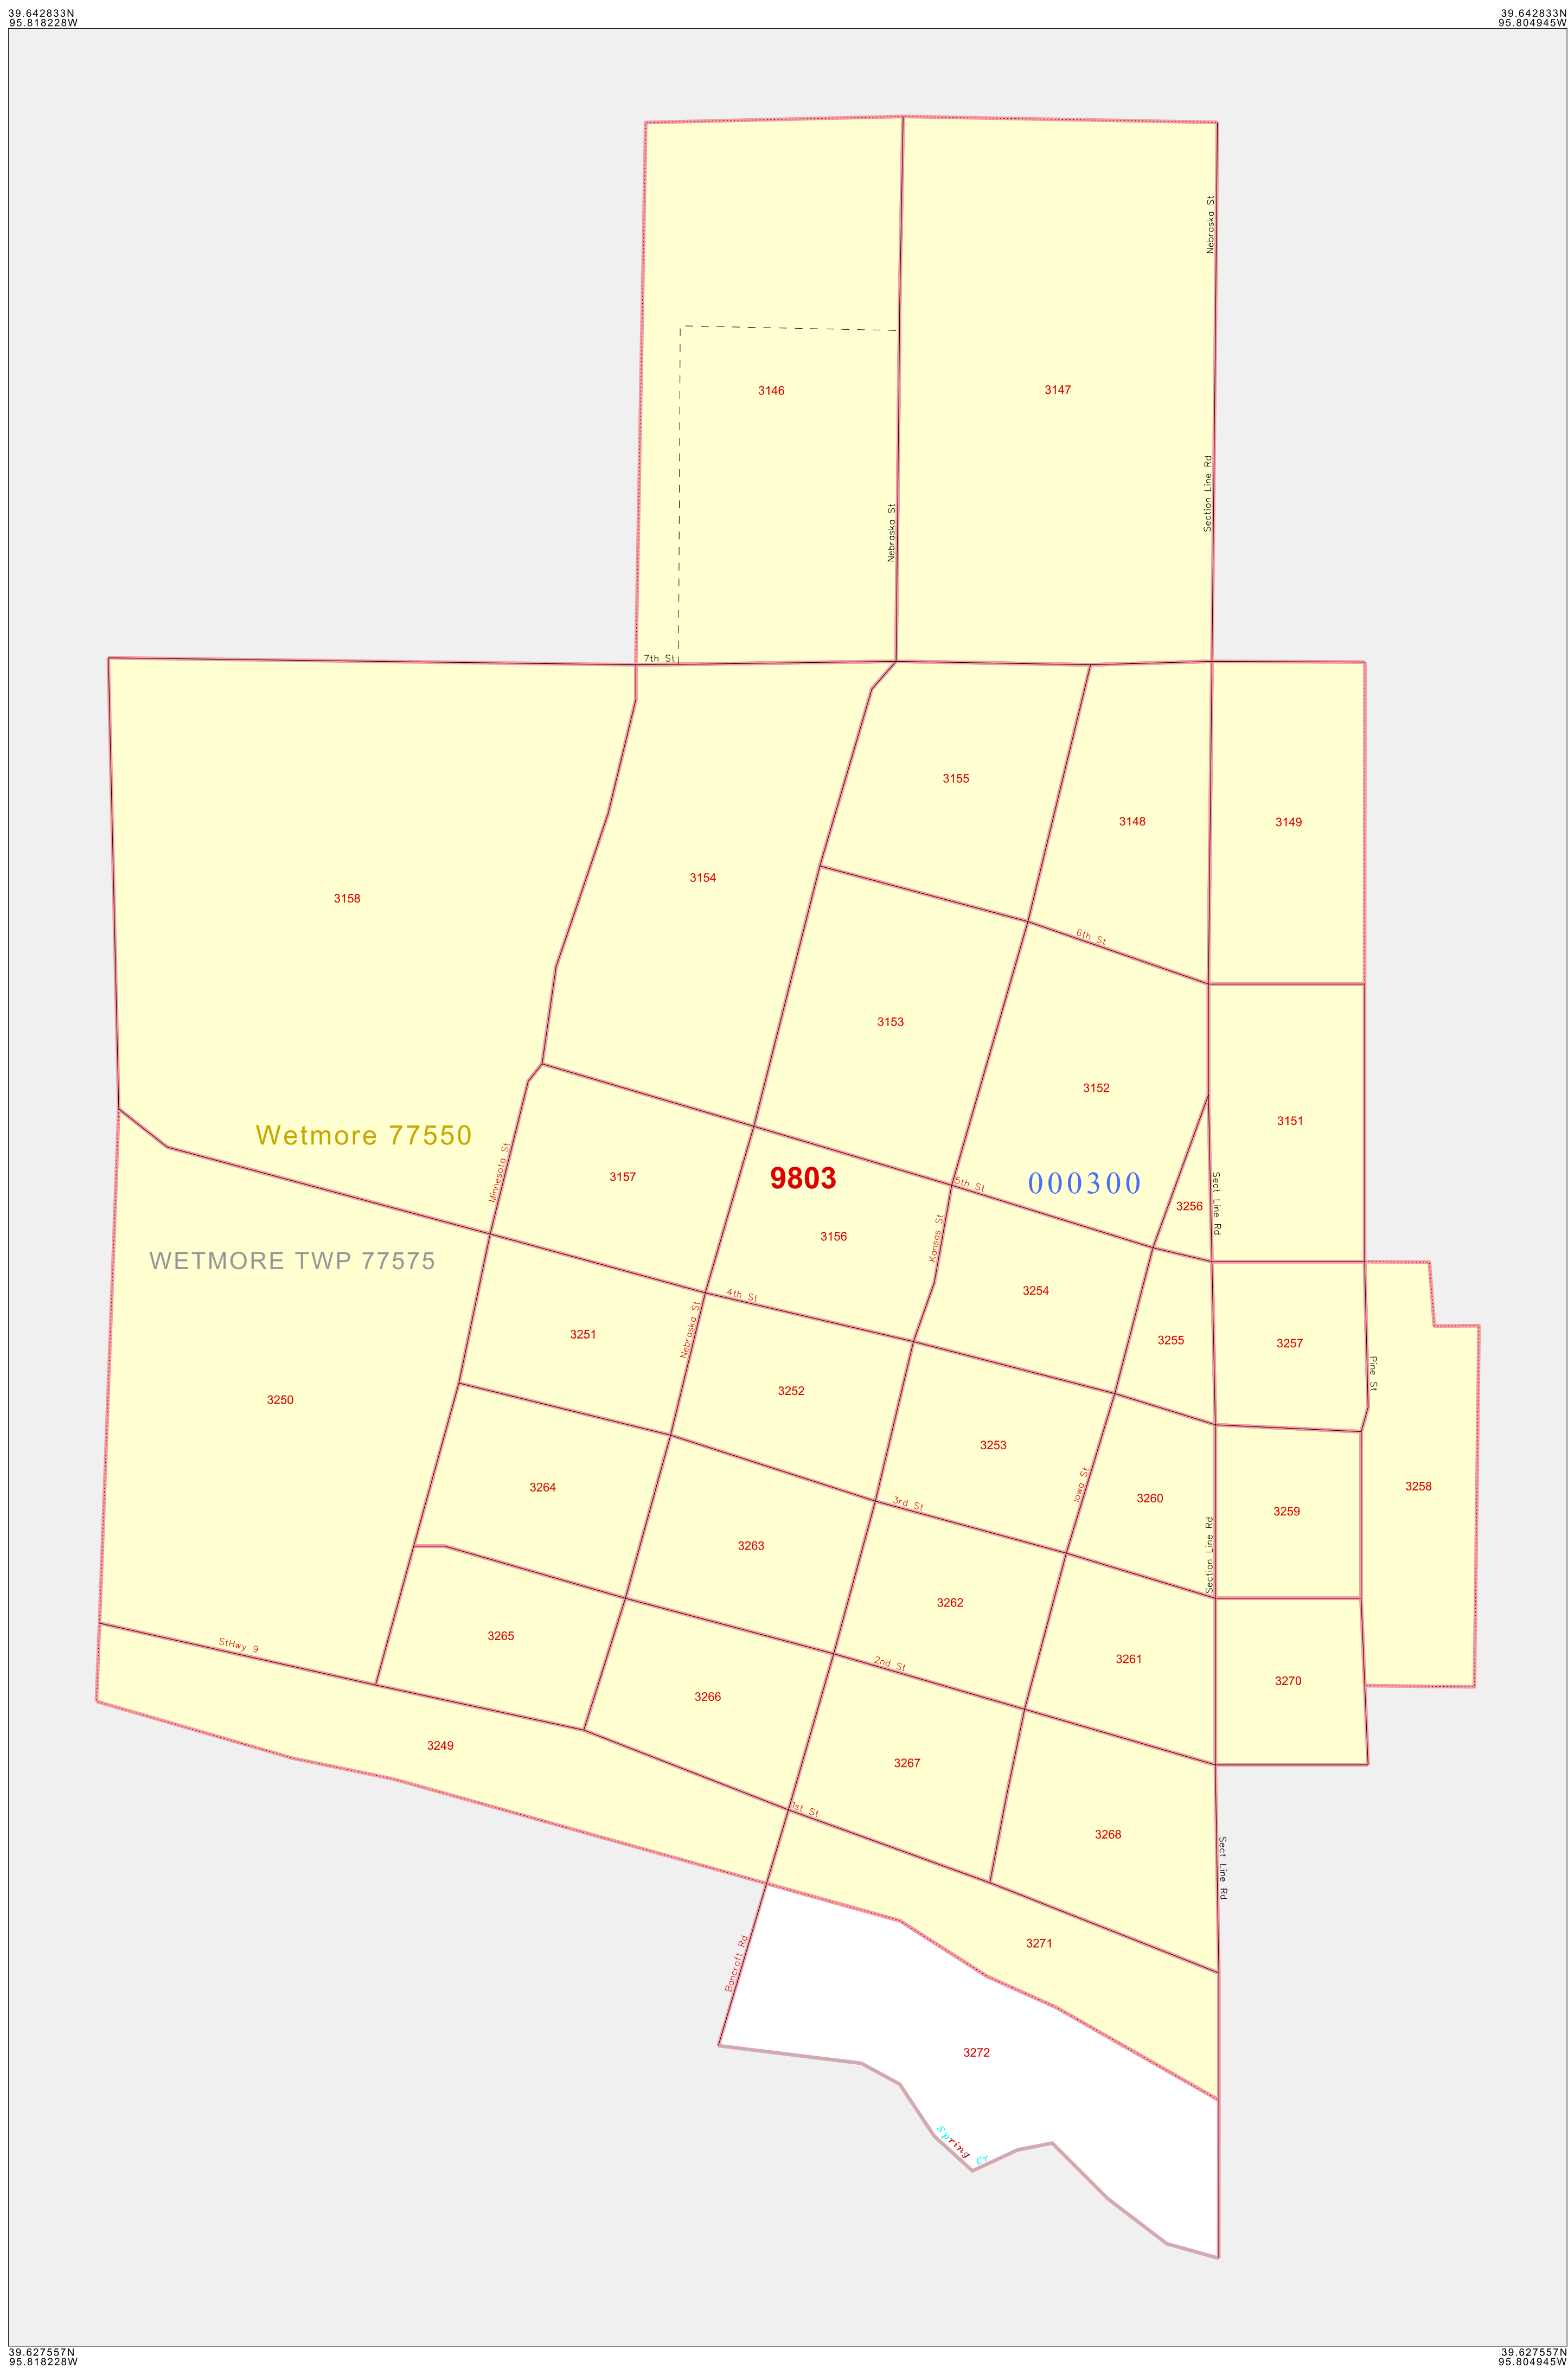 39.642833N
95.818228W
39.642833N
95.804945W
Nebraska St
3146
3147
Section Line Rd
Nebraska St
7th St
3155
3148
3149
3154
3158
6th St
3153
3152
3151
Wetmore 77550
Minnesota St
3157
9803
5th St
000300
3256
Sect Line Rd
3156
Kansas St
WETMORE TWP 77575
3254
4th St
Nebraska St
3251
3255
3257
Pine St
3252
3250
3253
Iowa St
3264
3260
3258
3rd St
3259
Section Line Rd
3263
3262
3265
StHwy 9
2nd St
3261
3270
3266
3249
3267
1st St
3268
Sect Line Rd
3271
Bancroft Rd
3272
Spring Cr
39.627557N
95.818228W
39.627557N
95.804945W